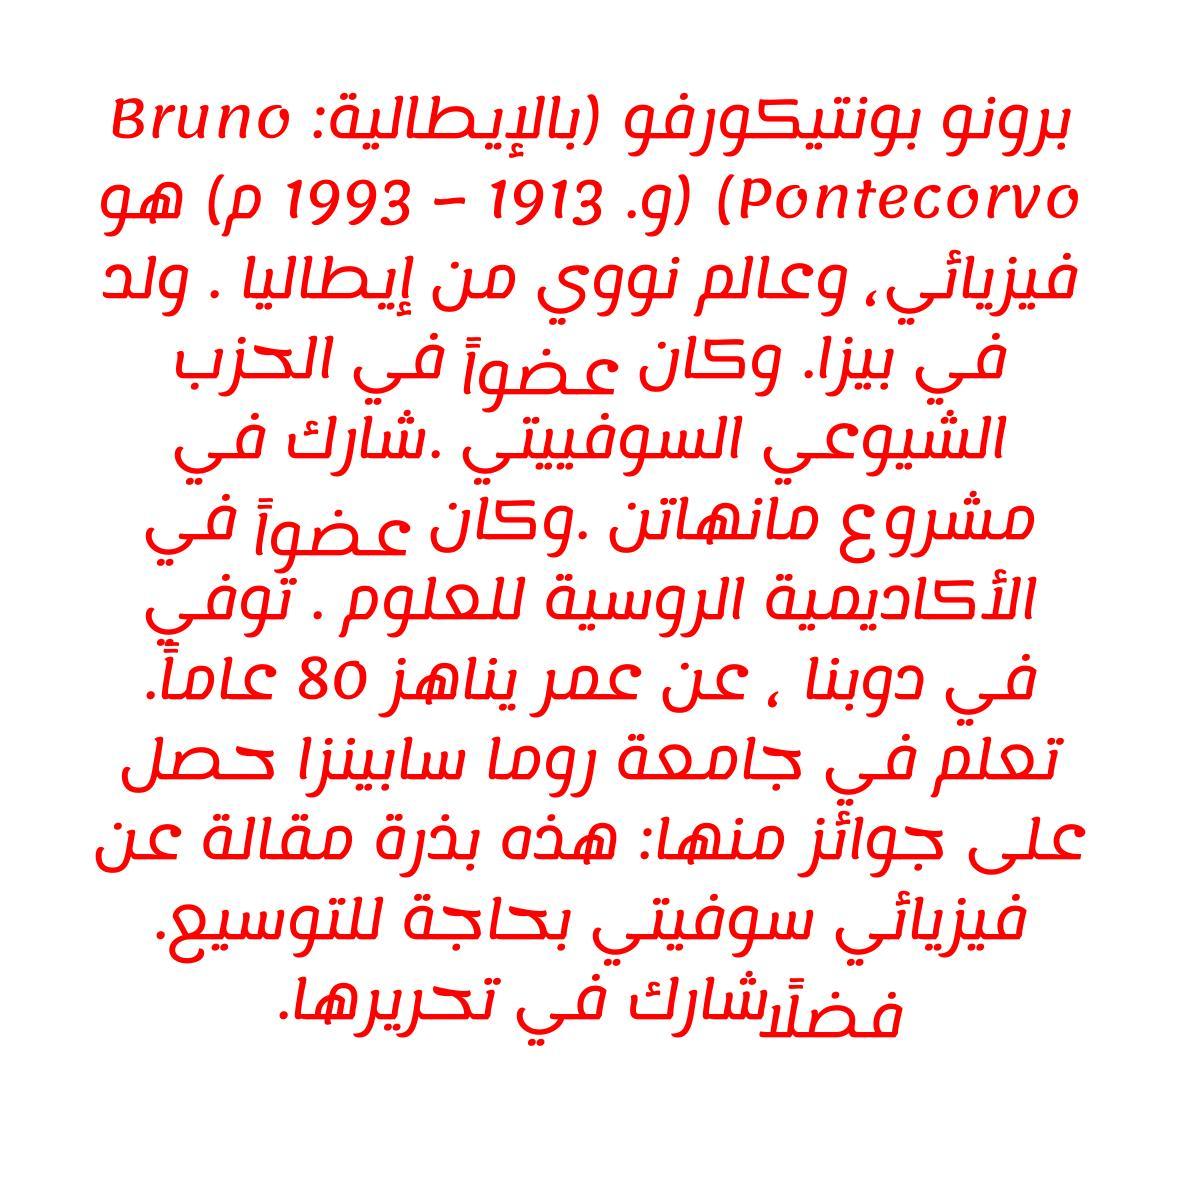 برونو بونتيكورفو (بالإيطالية: Bruno
Pontecorvo) (و. 1913 – 1993 م) هو
فيزيائي، وعالم نووي من إيطاليا . ولد
في بيزا. وكان عضواً في الحزب
الشيوعي السوفييتي .شارك في
مشروع مانهاتن .وكان عضواً في
الأكاديمية الروسية للعلوم . توفي
في دوبنا ، عن عمر يناهز 80 عاماً.
تعلم في جامعة روما سابينزا حصل
على جوائز منها: هذه بذرة مقالة عن
فيزيائي سوفيتي بحاجة للتوسيع.
فضلًا شارك في تحريرها.